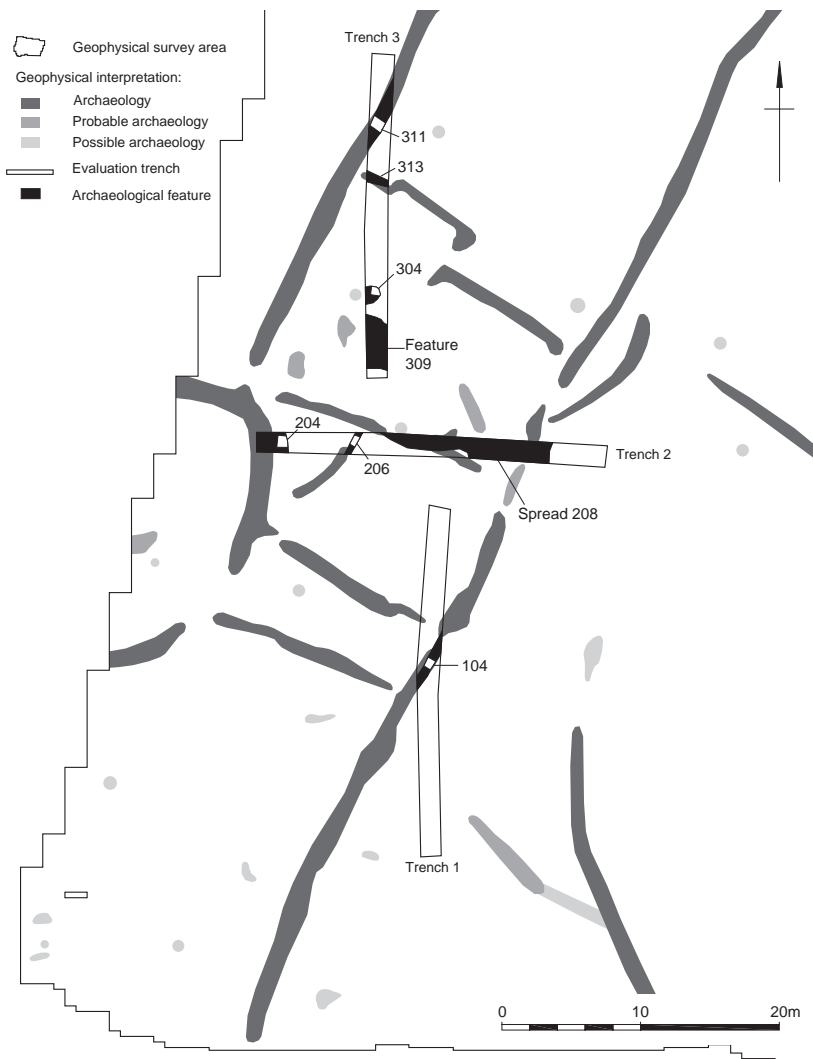 Geophysical survey area
Geophysical interpretation:
Archaeology
Probable archaeology
Possible archaeology
Evaluation trench
Archaeological feature
Trench 3
311
313
304
Feature
309
204
206
Trench 2
Spread 208
104
Trench 1
0 10 20m